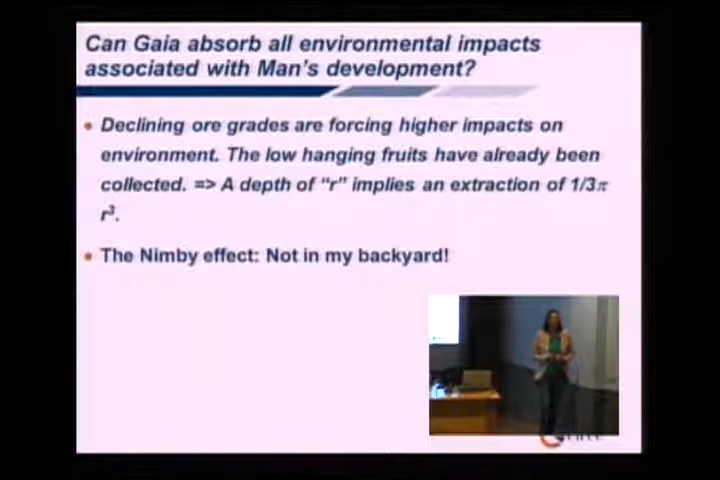 Can Gaia absorb all environmental impacts
associated with Man's development?
• Declining ore grades are forcing higher impacts on
environment. The low hanging fruits have already been
collected. => A depth of “r” implies an extraction of 1/3π
r³.
• The Nimby effect: Not in my backyard!